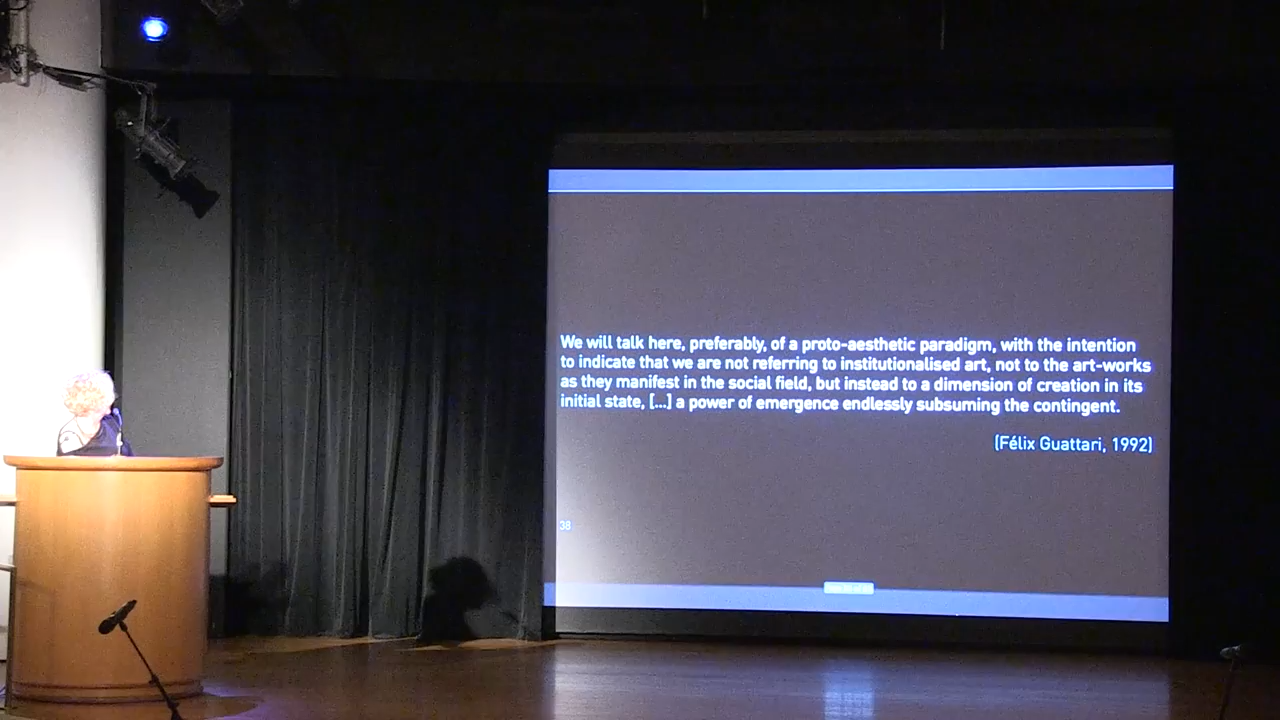 We will talk here, preferably, of a proto-aesthetic paradigm, with the intention
to indicate that we are not referring to institutionalised art, not to the art-works
as they manifest in the social field, but instead to a dimension of creation in its
initial state, [...] a power of emergence endlessly subsuming the contingent.
(Félix Guattari, 1992)
38